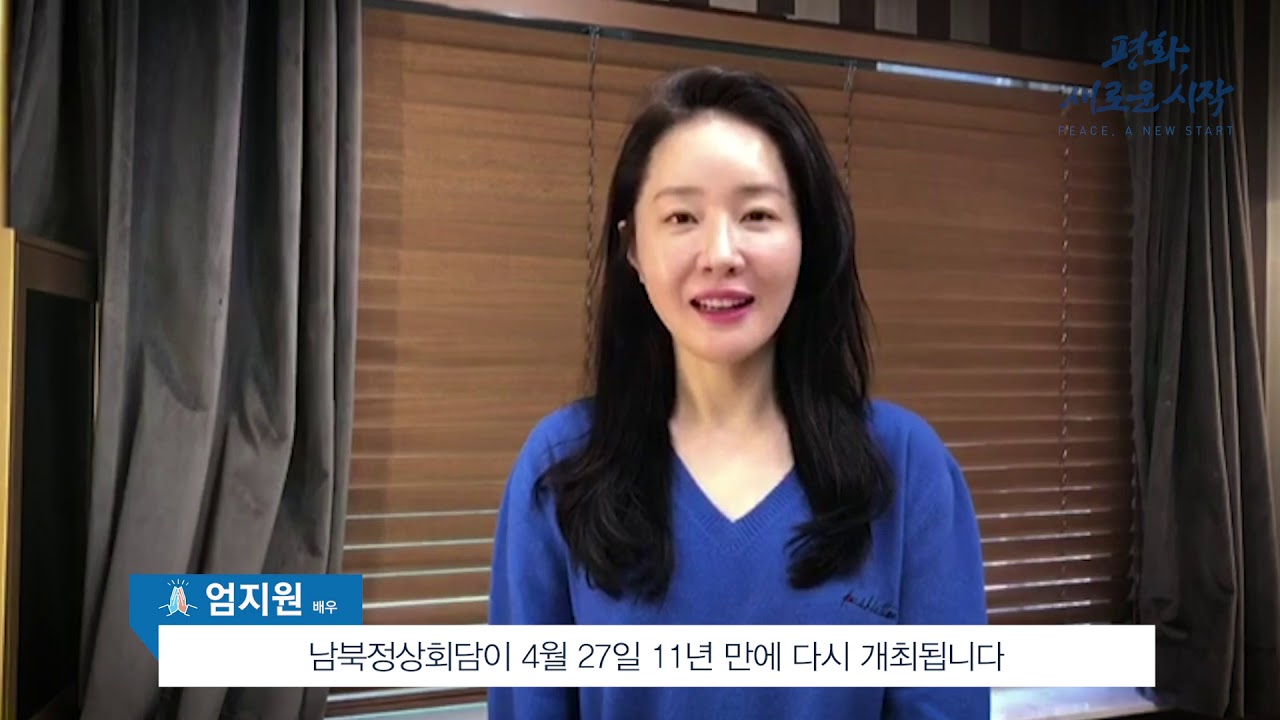 평화,
새로운 시작
PEACE, A NEW START
엄지원 배우
남북정상회담이 4월 27일 11년 만에 다시 개최됩니다